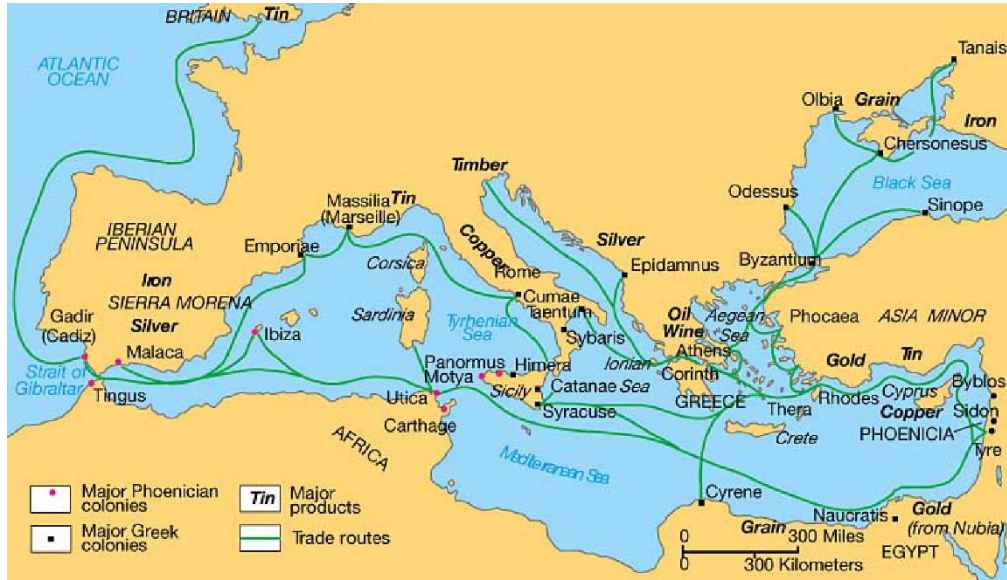 BRITAIN
Tin
ATLANTIC
OCEAN
Tanais
Olbia
Grain
Iron
Chersonesus
Timber
Black Sea
Odessus
Sinope
Massilia
(Marseille)
Tin
IBERIAN
PENINSULA
Emporiae
Corsica
Copper
Rome
Silver
Epidamnus
Byzantium
Iron
SIERRA MORENA
Silver
Gadir
(Cadiz)
Malaca
Ibiza
Sardinia
Tyrrhenian
Sea
Cumae
Taentum
Sybaris
Oil
Wine
Aegean
Sea
Phocaea
ASIA MINOR
Strait of
Gibraltar
Tingus
Panormus
Motya
Himera
Ionian
Sea
Athens
Corinth
Gold
Tin
Utica
Sicily
Catanae
Syracuse
GREECE
Thera
Rhodes
Cyprus
Copper
Byblos
Sidon
PHOENICIA
Tyre
Carthage
AFRICA
Crete
Mediterranean Sea
Cyrene
Naucratis
Gold
(from Nubia)
Grain
EGYPT
Major Phoenician
colonies
Major Greek
colonies
Tin
Major
products
Trade routes
0 300 Miles
0 300 Kilometers